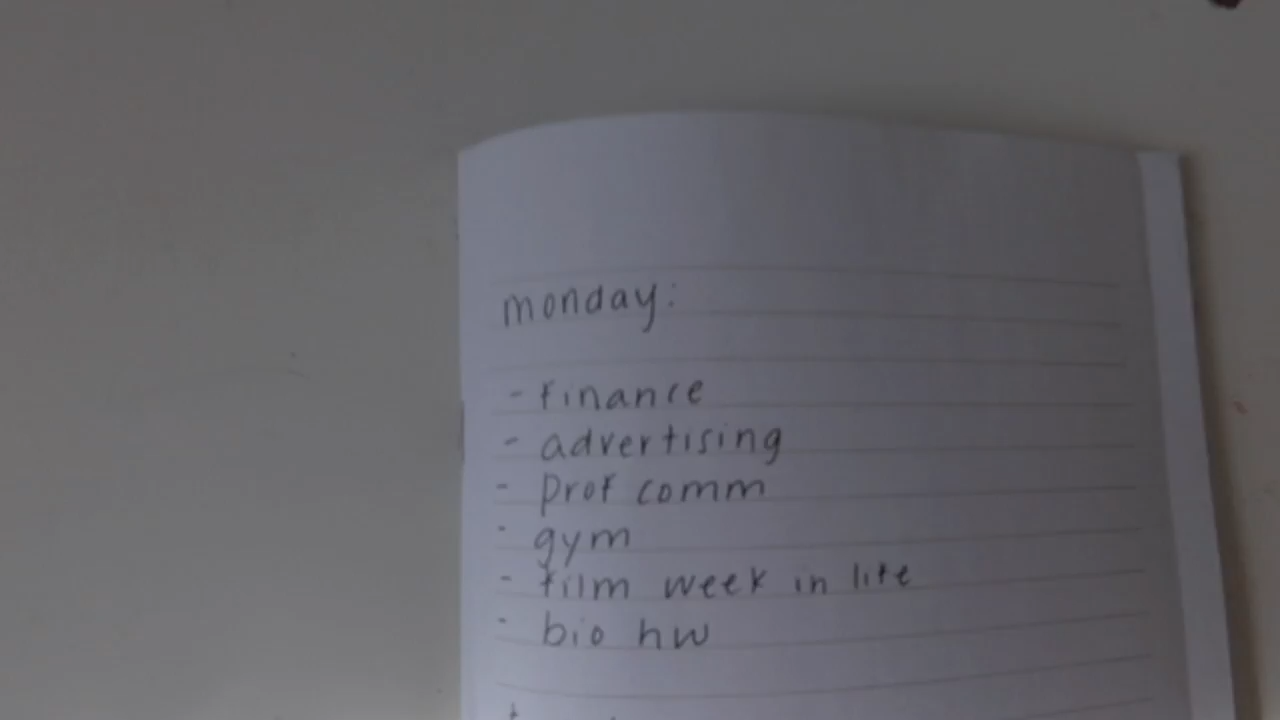 monday:
- finance
- advertising
- prof comm
- gym
- film week in life
- bio hw